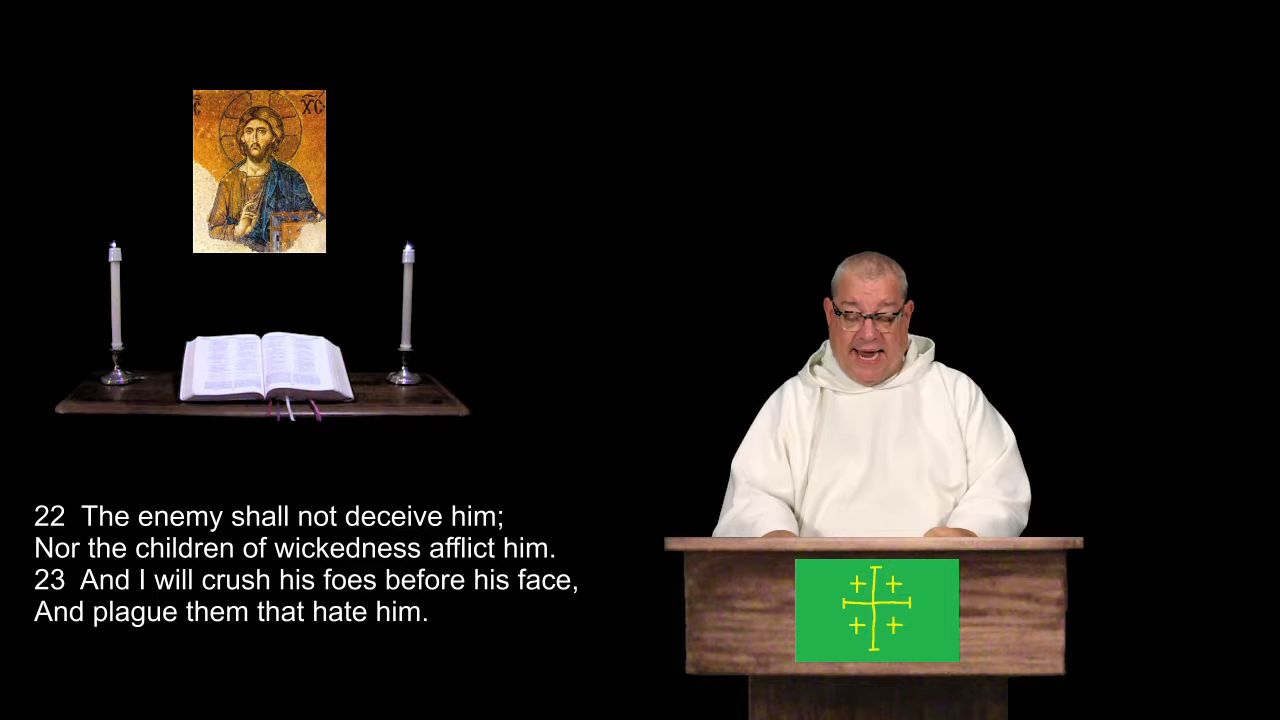 C
XC
22 The enemy shall not deceive him;
Nor the children of wickedness afflict him.
23 And I will crush his foes before his face,
And plague them that hate him.